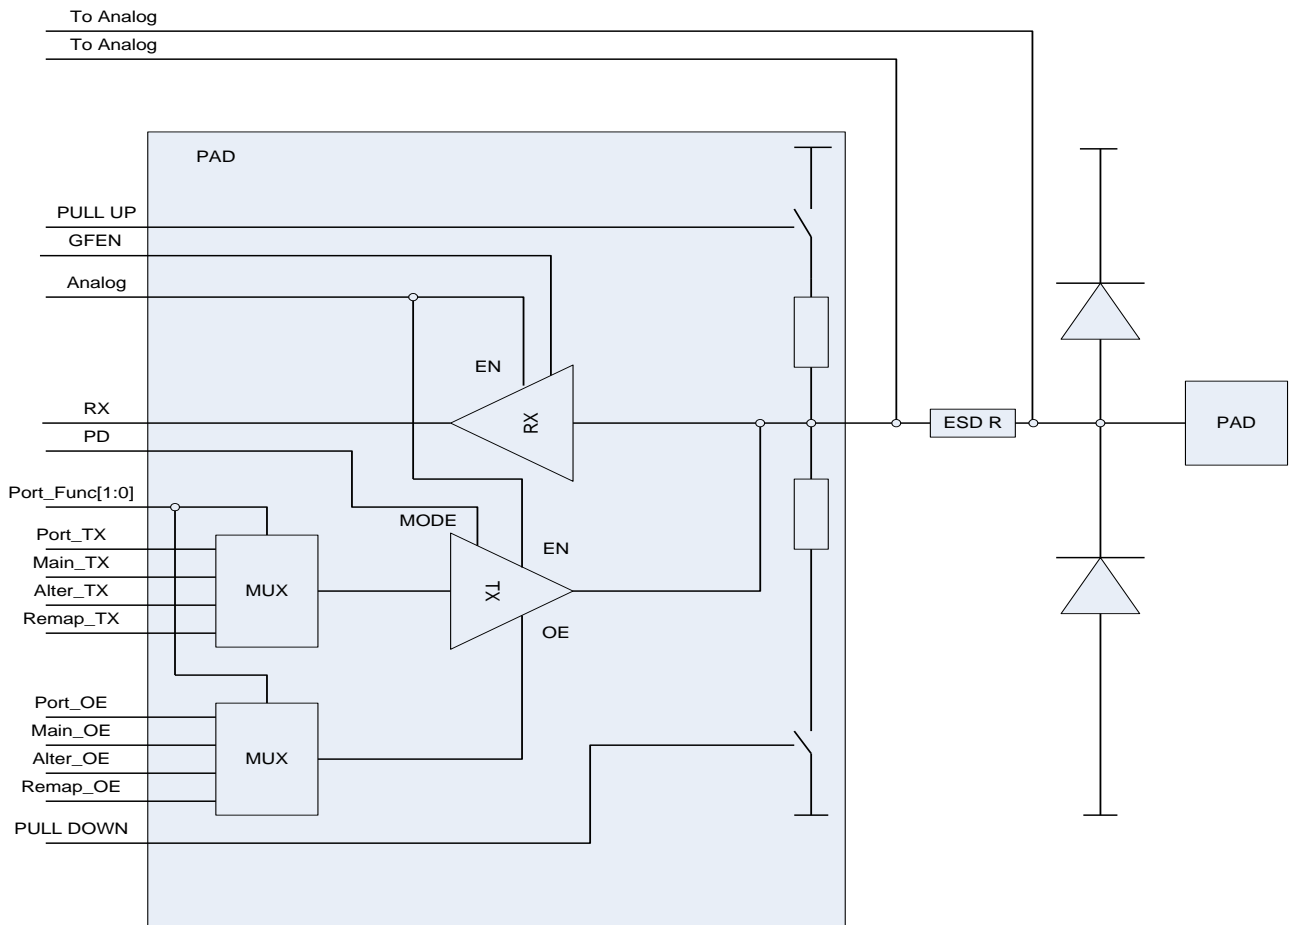 To Analog
To Analog
PAD
PULL UP
GFEN
Analog
EN
RX
RX
ESD R
PAD
PD
Port_Func[1:0]
MODE
Port_TX
EN
Main_TX
MUX
TX
Alter_TX
Remap_TX
OE
Port_OE
Main_OE
MUX
Alter_OE
Remap_OE
PULL DOWN